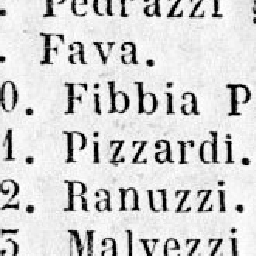 . Pedrazzi
. Fava.
0. Fibbia P
1. Pizzardi.
2. Ranuzzi.
3 Malvezzi